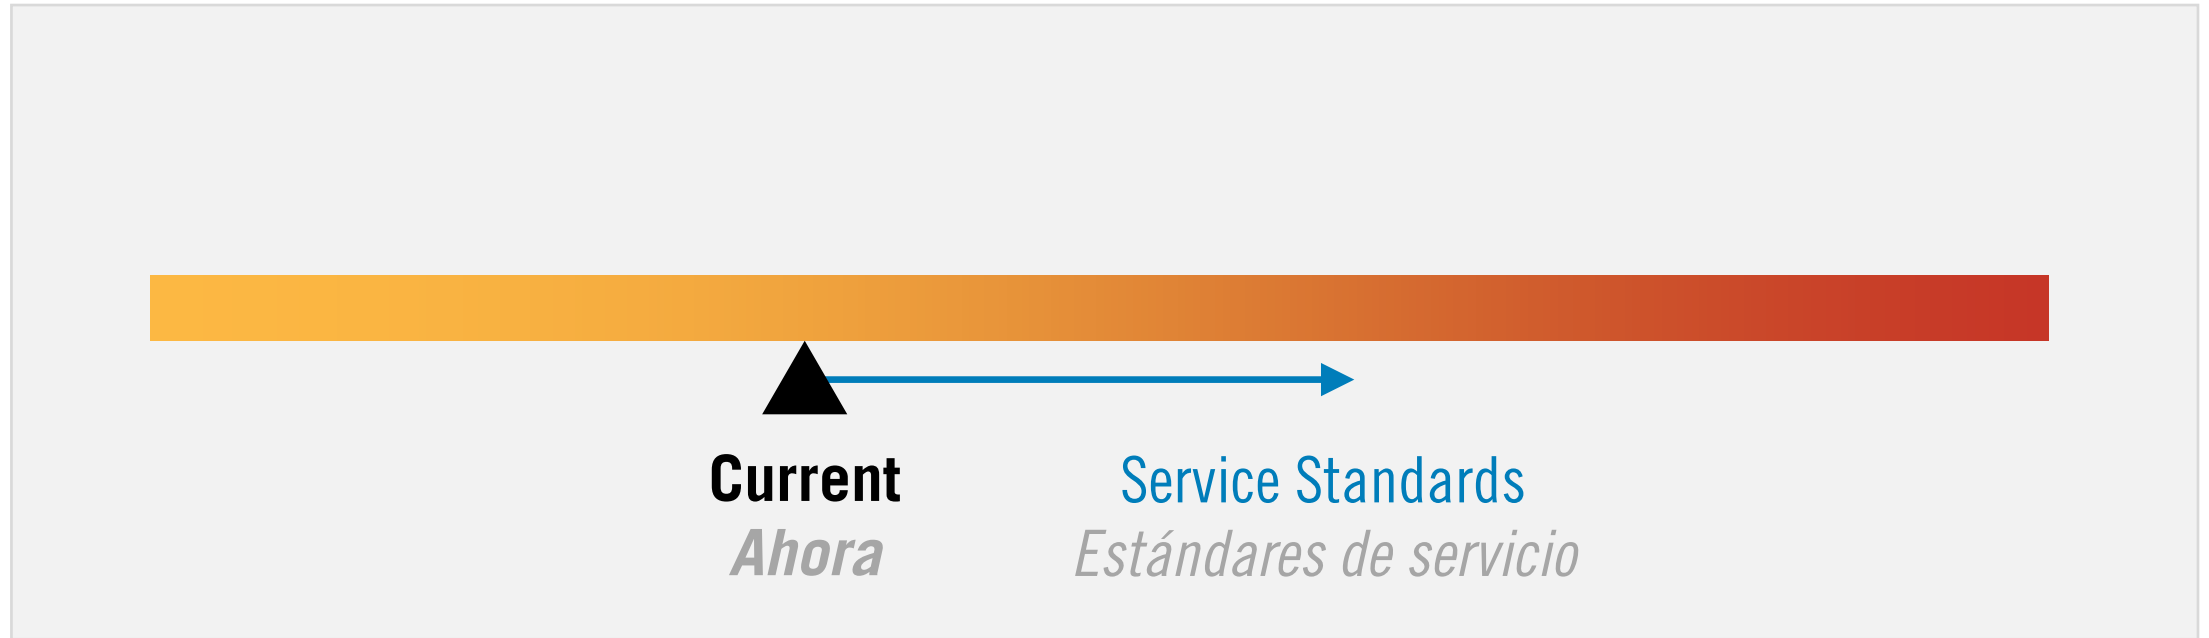 Current
Ahora
Service Standards
Estándares de servicio